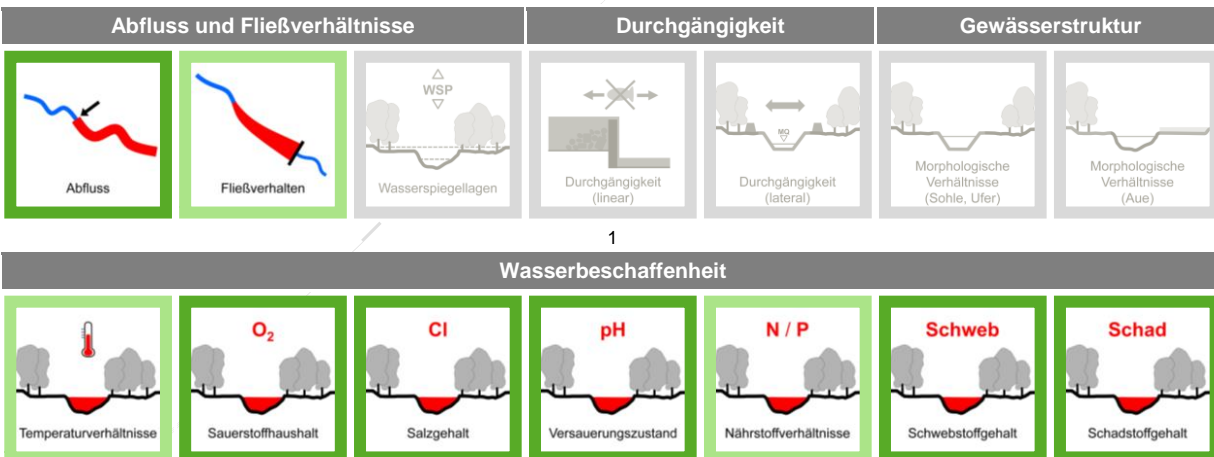 Abfluss und Fließverhältnisse
Durchgängigkeit
Gewässerstruktur
Abfluss
Fließverhalten
WSP
Wasserspiegellagen
Durchgängigkeit
(linear)
MQ
Durchgängigkeit
(lateral)
Morphologische
Verhältnisse
(Sohle, Ufer)
Morphologische
Verhältnisse
(Aue)
1
Wasserbeschaffenheit
Temperaturverhältnisse
O₂
Sauerstoffhaushalt
Cl
Salzgehalt
pH
Versauerungszustand
N / P
Nährstoffverhältnisse
Schweb
Schwebstoffgehalt
Schad
Schadstoffgehalt